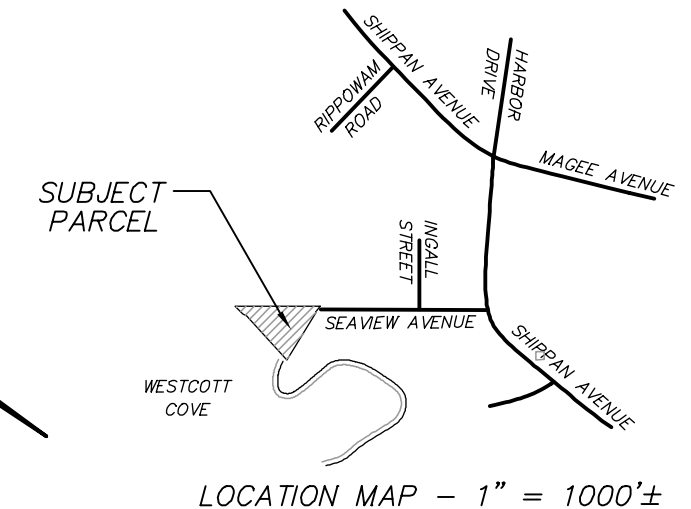 SHIPPAN AVENUE
HARBOR
DRIVE
RIPPOWAM
ROAD
MAGEE AVENUE
SUBJECT
PARCEL
INGALL
STREET
SEAVIEW AVENUE
SHIPPAN AVENUE
WESTCOTT
COVE
LOCATION MAP - 1" = 1000'±